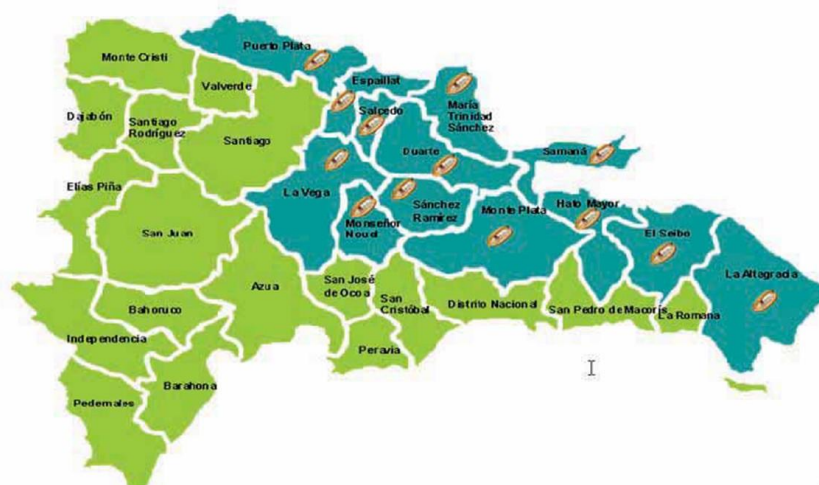 Puerto Plata
Monte Cristi
Espaillat
Valverde
María
Trinidad
Sánchez
Salcedo
Dajabón
Santiago
Rodríguez
Santiago
Duarte
Samaná
Elías Piña
La Vega
Sánchez
Ramírez
Hato Mayor
Monte Plata
Monseñor
Nouel
San Juan
El Seibo
La Altagracia
Azua
San José
de Ocoa
San
Cristóbal
Distrito Nacional
San Pedro de Macorís
La Romana
Bahoruco
Independencia
Peravia
Barahona
Pedernales